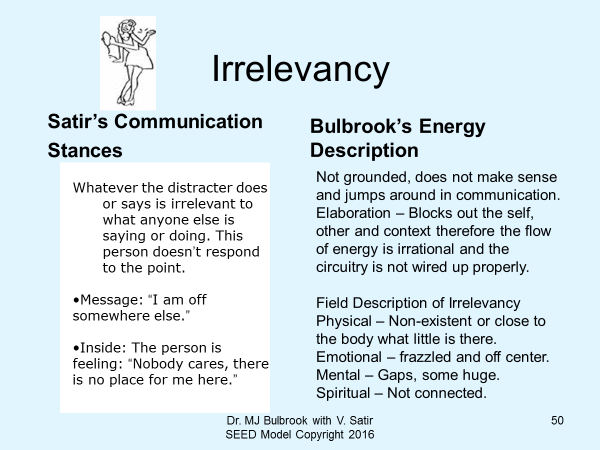 Irrelevancy
Satir’s Communication
Stances
Whatever the distracter does
or says is irrelevant to
what anyone else is
saying or doing. This
person doesn’t respond
to the point.
•Message: “I am off
somewhere else.”
•Inside: The person is
feeling: “Nobody cares, there
is no place for me here.”
Bulbrook’s Energy
Description
Not grounded, does not make sense
and jumps around in communication.
Elaboration – Blocks out the self,
other and context therefore the flow
of energy is irrational and the
circuitry is not wired up properly.
Field Description of Irrelevancy
Physical – Non-existent or close to
the body what little is there.
Emotional – frazzled and off center.
Mental – Gaps, some huge.
Spiritual – Not connected.
Dr. MJ Bulbrook with V. Satir
SEED Model Copyright 2016
50